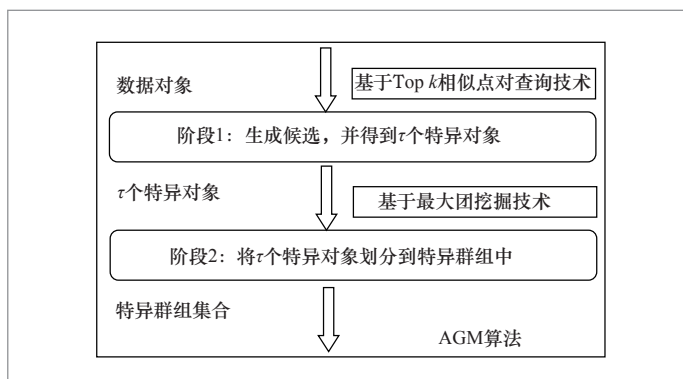 数据对象
基于Top k相似点对查询技术
阶段1：生成候选，并得到τ个特异对象
τ个特异对象
基于最大团挖掘技术
阶段2：将τ个特异对象划分到特异群组中
特异群组集合
AGM算法